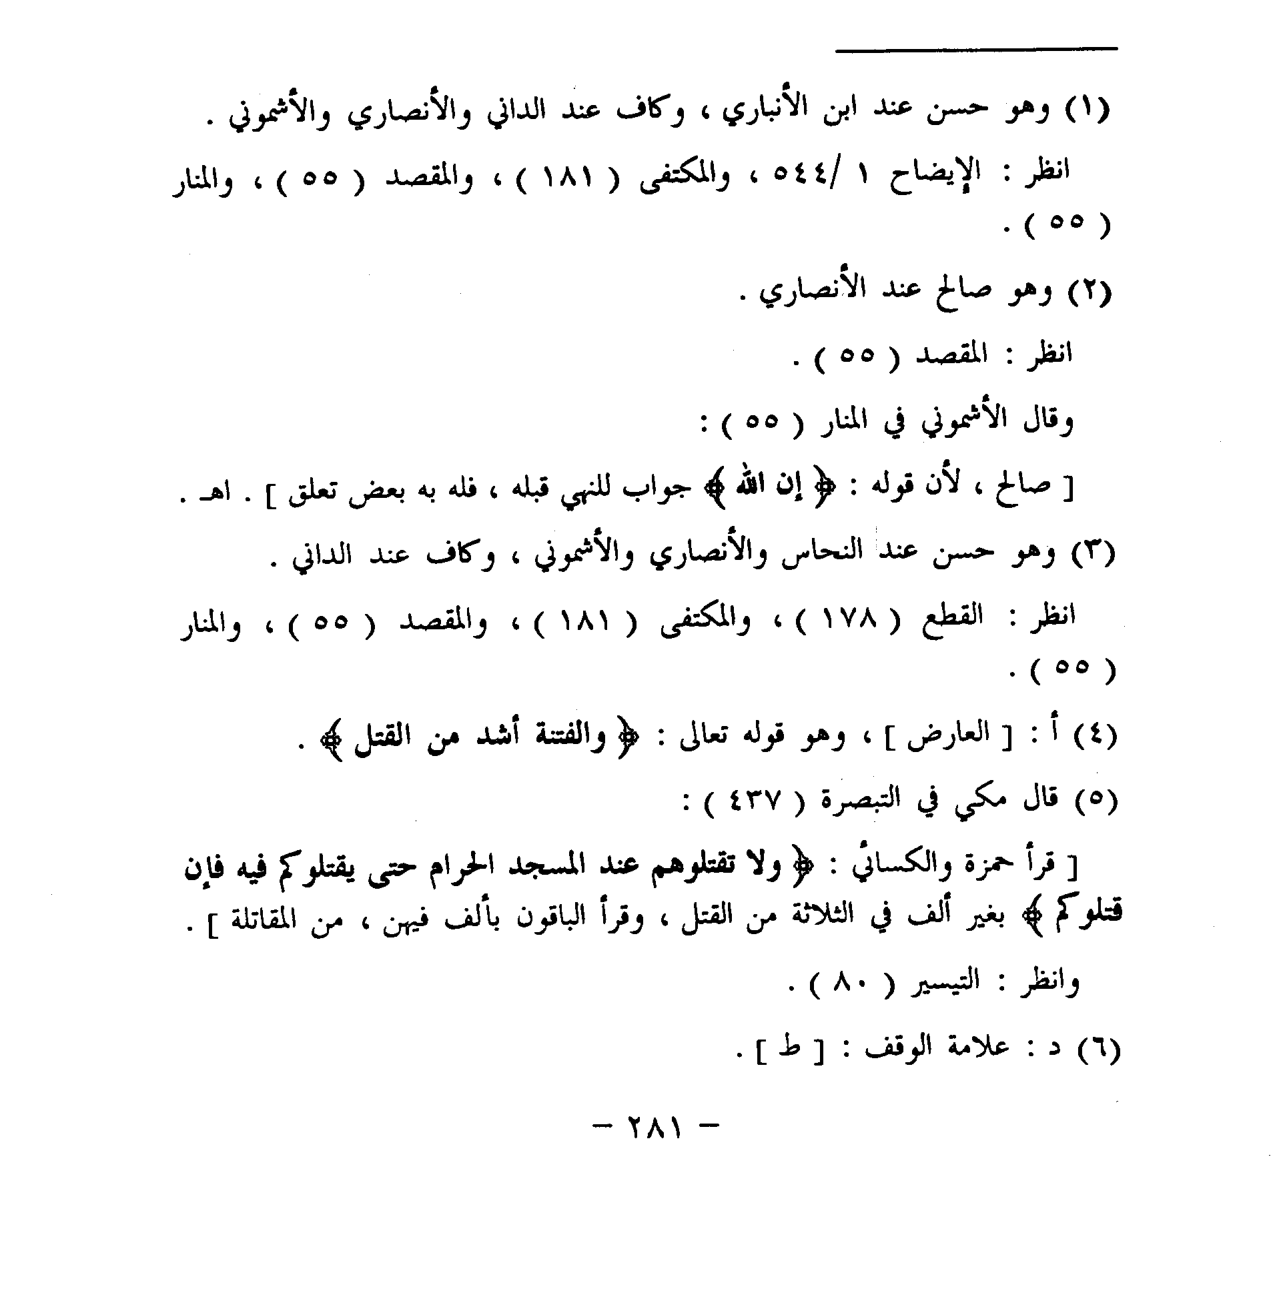 (١) وهو حسن عند ابن الأنباري ، وكاف عند الداني والأنصاري والأشموني .
انظر : الإيضاح ١ /٥٤٤ ، والمكتفى ( ١٨١ ) ، والمقصد ( ٥٥ ) ، والمنار
( ٥٥ ) .
(٢) وهو صالح عند الأنصاري .
انظر : المقصد ( ٥٥ ) .
وقال الأشموني في المنار ( ٥٥ ) :
[ صالح ، لأن قوله : ﴿ إن الله ﴾ جواب للنهي قبله ، فله به بعض تعلق ] . اهـ .
(٣) وهو حسن عند النحاس والأنصاري والأشموني ، وكاف عند الداني .
انظر : القطع ( ١٧٨ ) ، والمكتفى ( ١٨١ ) ، والمقصد ( ٥٥ ) ، والمنار
( ٥٥ ) .
(٤) أ : [ العارض ] ، وهو قوله تعالى : ﴿ والفتنة أشد من القتل ﴾ .
(٥) قال مكي في التبصرة ( ٤٣٧ ) :
[ قرأ حمزة والكسائي : ﴿ ولا تقتلوهم عند المسجد الحرام حتى يقتلوكم فيه فإن
قتلوكم ﴾ بغير ألف في الثلاثة من القتل ، وقرأ الباقون بألف فيهن ، من المقاتلة ] .
وانظر : التيسير ( ٨٠ ) .
(٦) د : علامة الوقف : [ ط ] .
– ٢٨١ –